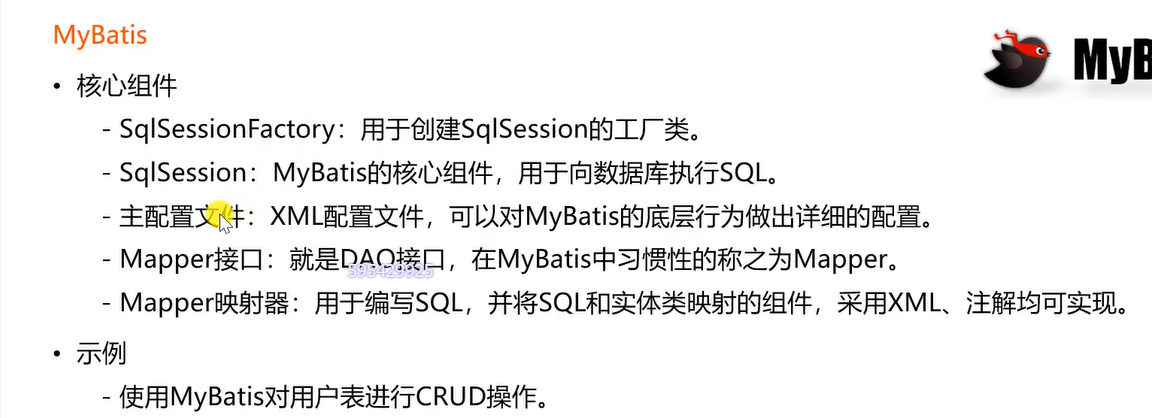 MyBatis
MyB
• 核心组件
- SqlSessionFactory：用于创建SqlSession的工厂类。
- SqlSession：MyBatis的核心组件，用于向数据库执行SQL。
- 主配置文件：XML配置文件，可以对MyBatis的底层行为做出详细的配置。
- Mapper接口：就是DAO接口，在MyBatis中习惯性的称之为Mapper。
595429925
- Mapper映射器：用于编写SQL，并将SQL和实体类映射的组件，采用XML、注解均可实现。
• 示例
- 使用MyBatis对用户表进行CRUD操作。